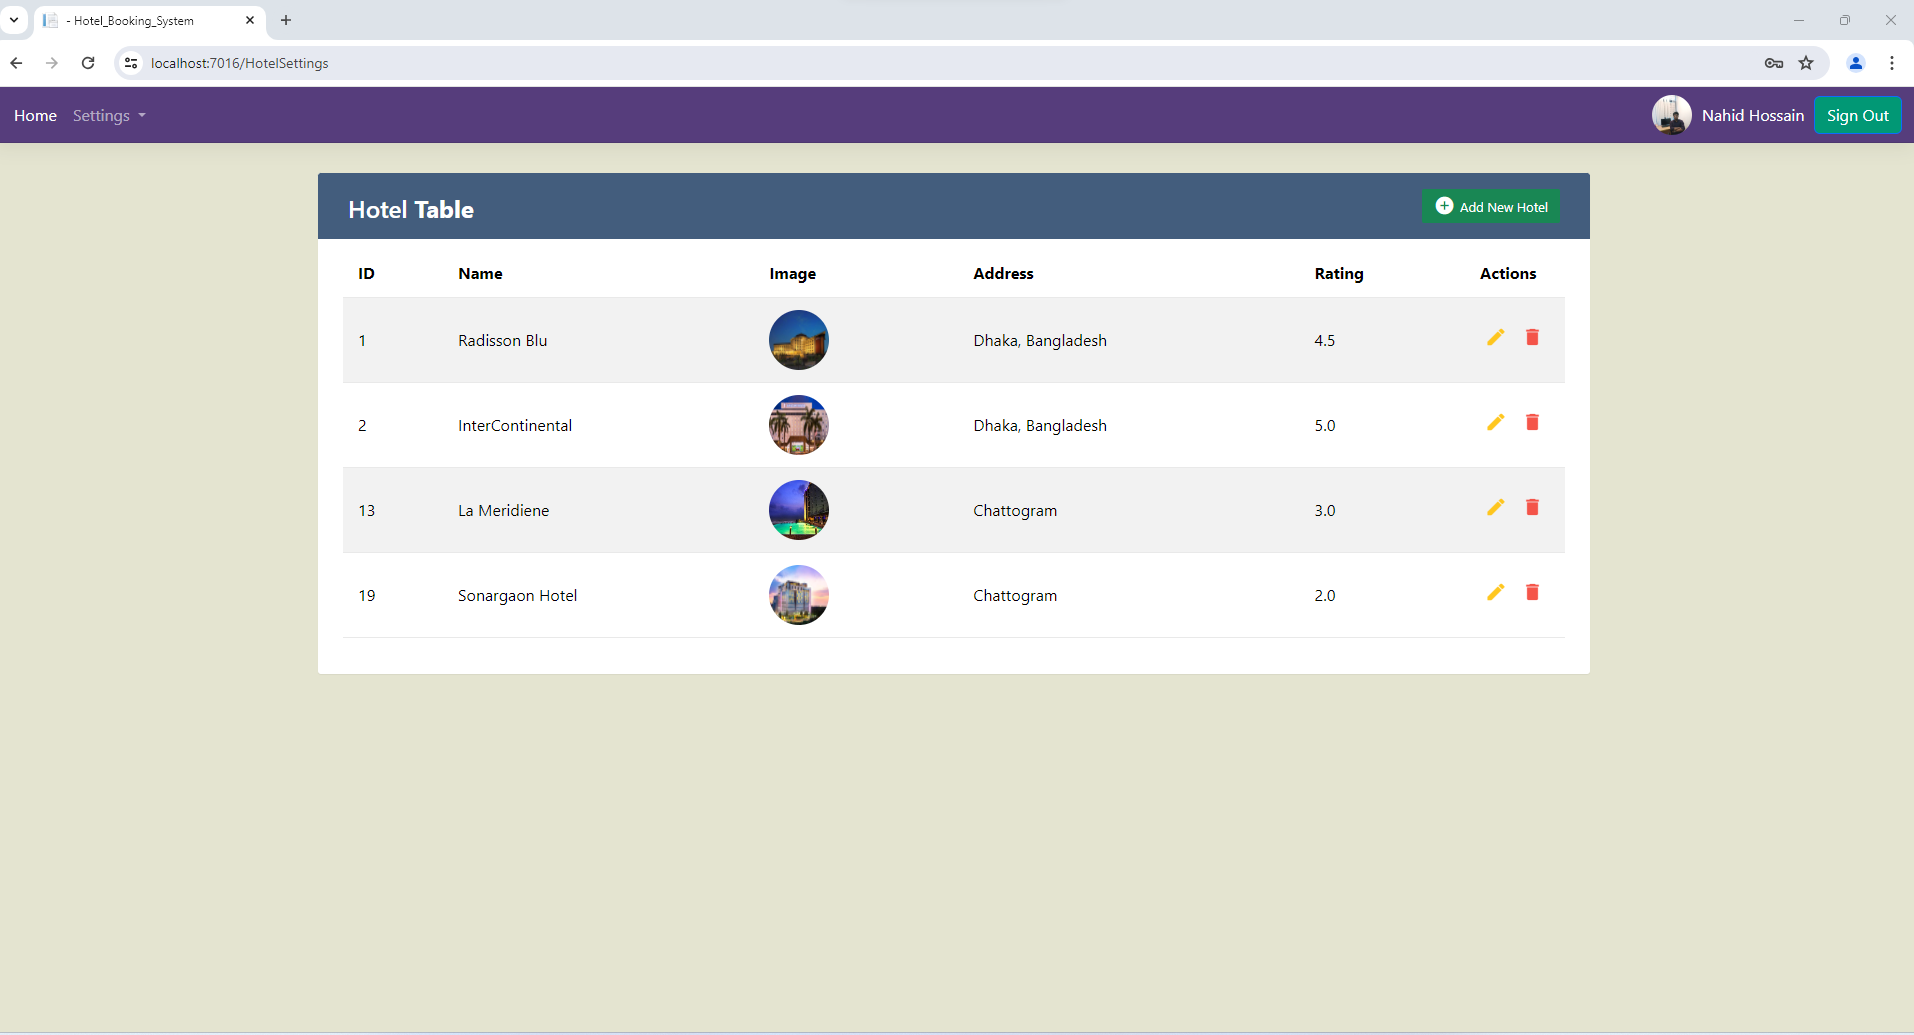 - Hotel_Booking_System
localhost:7016/HotelSettings
Home Settings Nahid Hossain Sign Out
Hotel Table Add New Hotel
ID Name Image Address Rating Actions
1 Radisson Blu Dhaka, Bangladesh 4.5
2 InterContinental Dhaka, Bangladesh 5.0
13 La Meridiene Chattogram 3.0
19 Sonargaon Hotel Chattogram 2.0